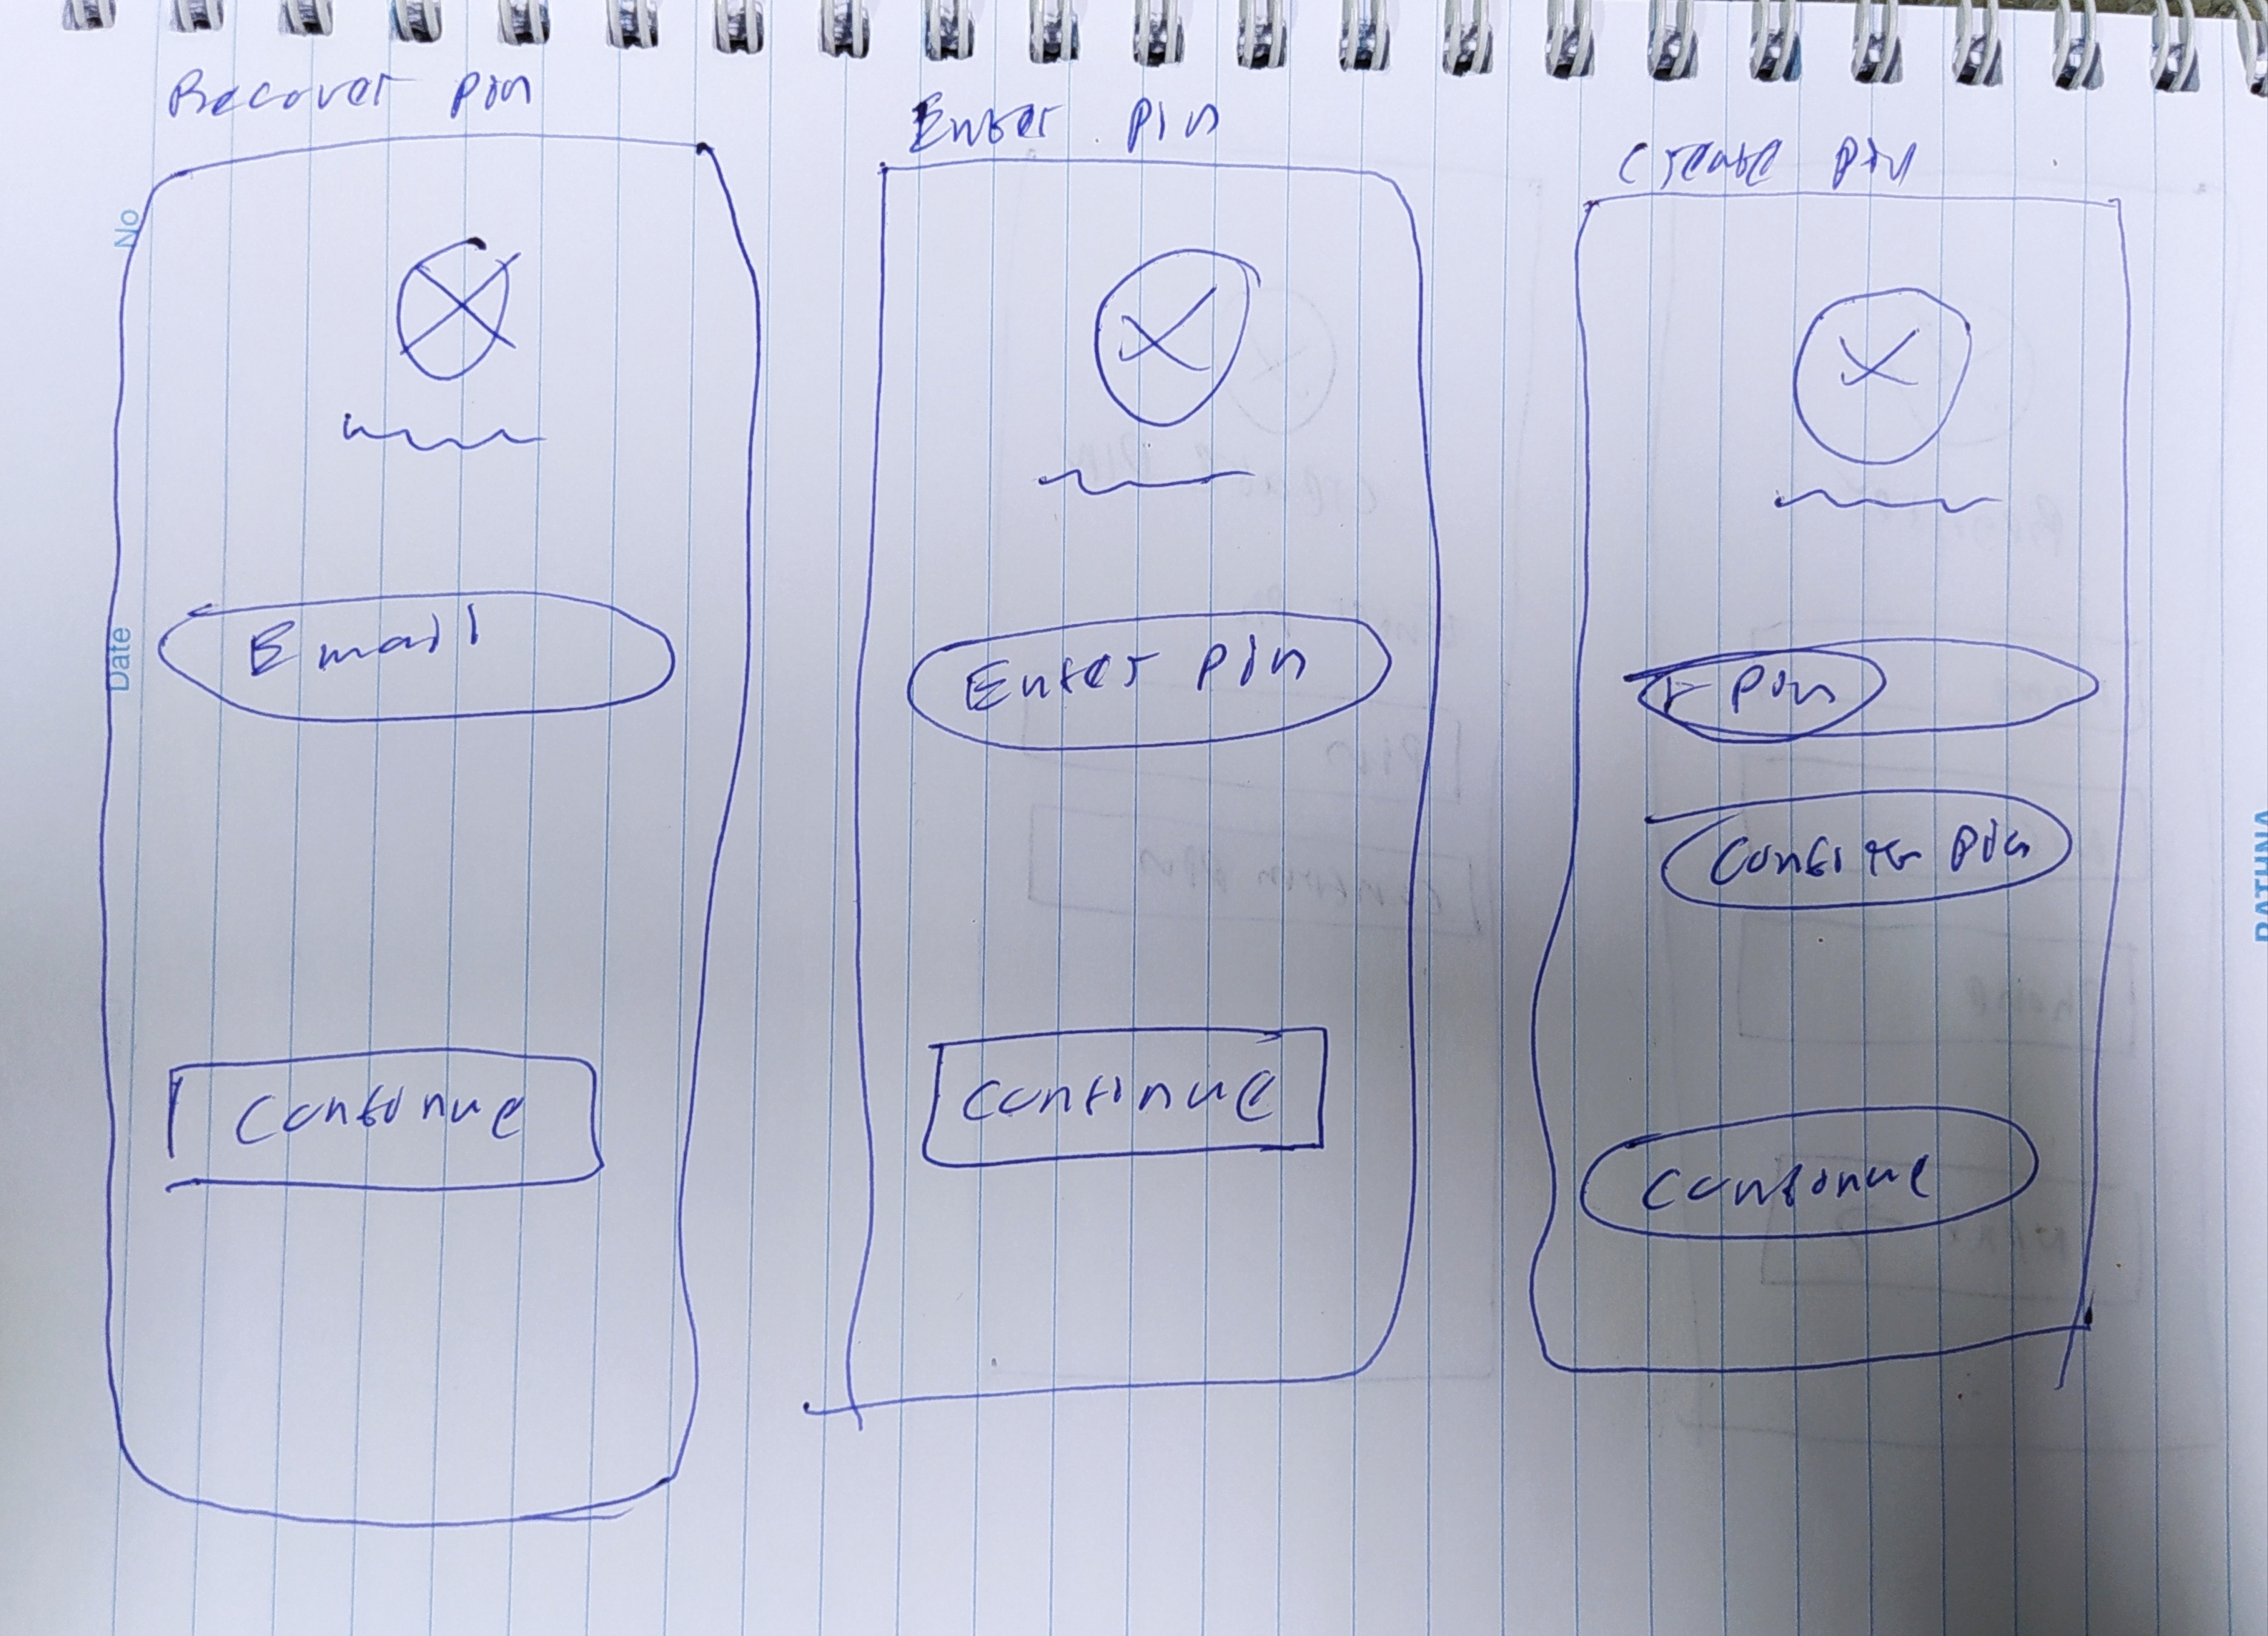 Recover pin
Enter pin
Create pin
No
Date
Email
Continue
Enter pin
Continue
Pin
Confirm pin
Continue
RATHNA